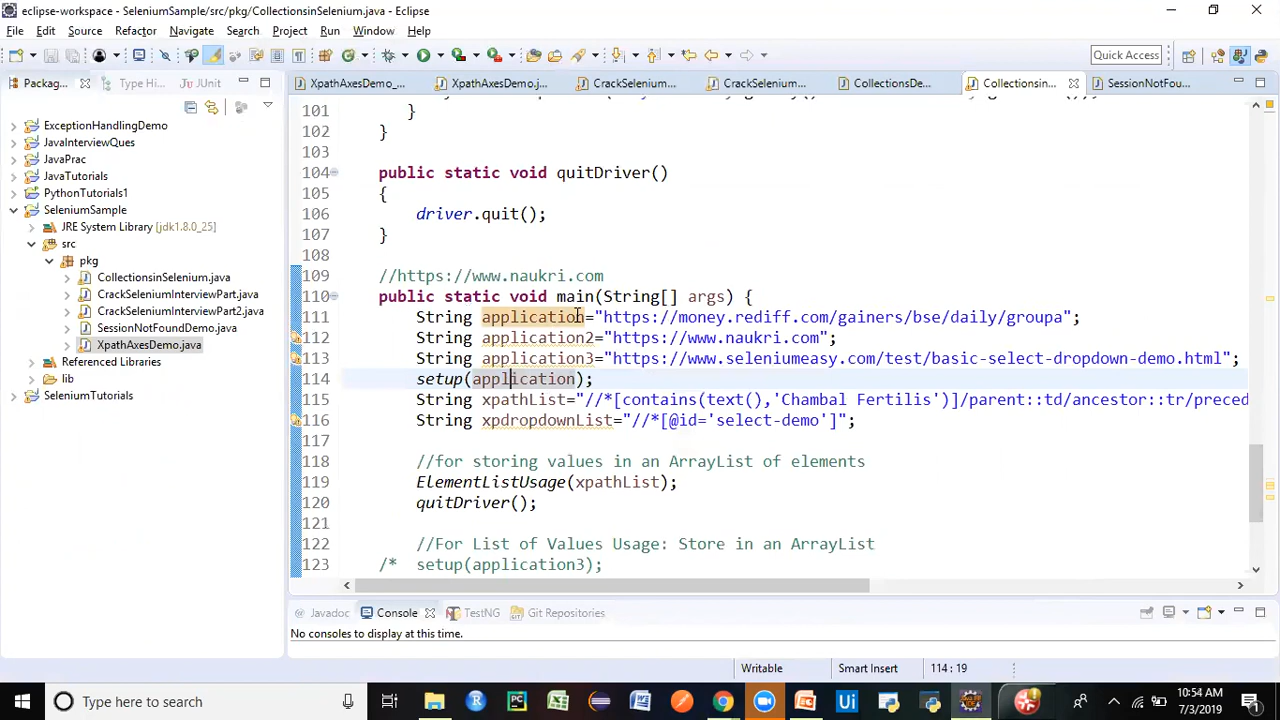 eclipse-workspace - SeleniumSample/src/pkg/CollectionsinSelenium.java - Eclipse
File Edit Source Refactor Navigate Search Project Run Window Help
Quick Access
Packag... Type Hi... JUnit
XpathAxesDemo_... XpathAxesDemo.j... CrackSelenium... CrackSelenium... CollectionsDe... Collectionsin... SessionNotFou...
ExceptionHandlingDemo
JavaInterviewQues
JavaPrac
JavaTutorials
PythonTutorials1
SeleniumSample
JRE System Library [jdk1.8.0_25]
src
pkg
CollectionsinSelenium.java
CrackSeleniumInterviewPart.java
CrackSeleniumInterviewPart2.java
SessionNotFoundDemo.java
XpathAxesDemo.java
Referenced Libraries
lib
SeleniumTutorials
101 }
102 }
103
104 public static void quitDriver()
105 {
106 driver.quit();
107 }
108
109 //https://www.naukri.com
110 public static void main(String[] args) {
111 String application="https://money.rediff.com/gainers/bse/daily/groupa";
112 String application2="https://www.naukri.com";
113 String application3="https://www.seleniumeasy.com/test/basic-select-dropdown-demo.html";
114 setup(application);
115 String xpathList="//*[contains(text(),'Chambal Fertilis')]/parent::td/ancestor::tr/preced
116 String xpdropdownList="//*[@id='select-demo']";
117
118 //for storing values in an ArrayList of elements
119 ElementListUsage(xpathList);
120 quitDriver();
121
122 //For List of Values Usage: Store in an ArrayList
123 /* setup(application3);
Javadoc Console TestNG Git Repositories
No consoles to display at this time.
Writable Smart Insert 114 : 19
Type here to search
10:54 AM
7/3/2019